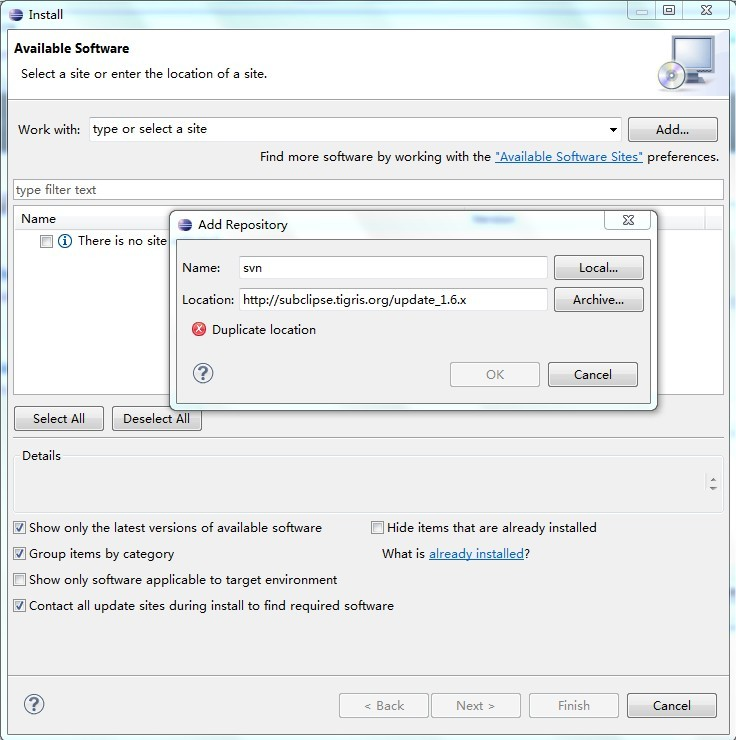 Install
Available Software
Select a site or enter the location of a site.
Work with: type or select a site Add...
Find more software by working with the "Available Software Sites" preferences.
type filter text
Name Version
There is no site
Add Repository
Name: svn Local...
Location: http://subclipse.tigris.org/update_1.6.x Archive...
Duplicate location
OK Cancel
Select All Deselect All
Details
Show only the latest versions of available software Hide items that are already installed
Group items by category What is already installed?
Show only software applicable to target environment
Contact all update sites during install to find required software
< Back Next > Finish Cancel